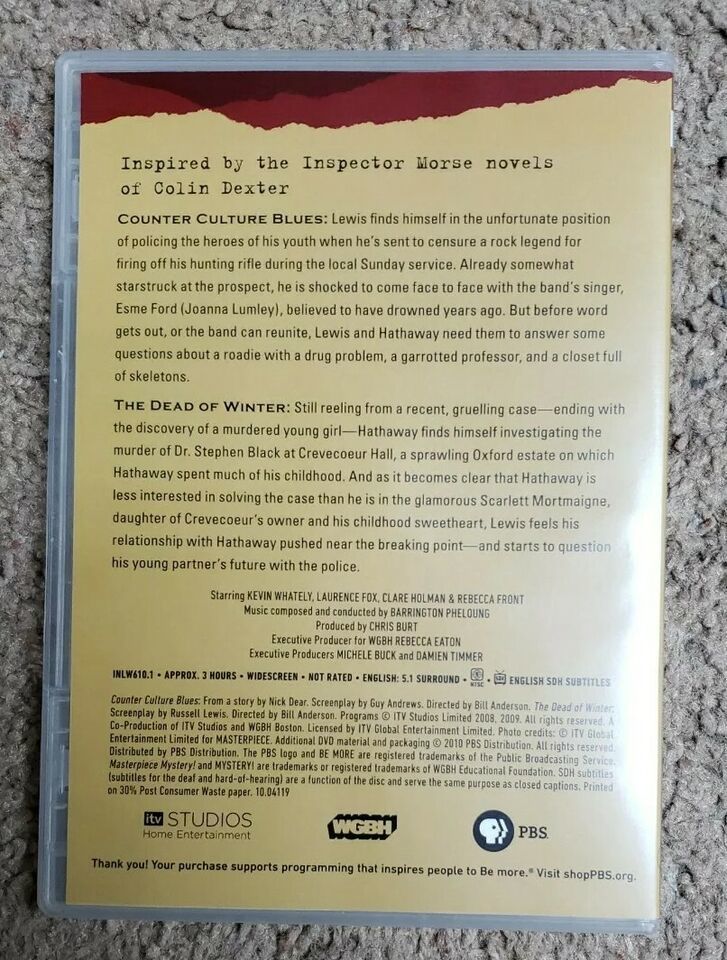 Inspired by the Inspector Morse novels
of Colin Dexter
COUNTER CULTURE BLUES: Lewis finds himself in the unfortunate position
of policing the heroes of his youth when he's sent to censure a rock legend for
firing off his hunting rifle during the local Sunday service. Already somewhat
starstruck at the prospect, he is shocked to come face to face with the band's singer,
Esme Ford (Joanna Lumley), believed to have drowned years ago. But before word
gets out, or the band can reunite, Lewis and Hathaway need them to answer some
questions about a roadie with a drug problem, a garrotted professor, and a closet full
of skeletons.
THE DEAD OF WINTER: Still reeling from a recent, gruelling case—ending with
the discovery of a murdered young girl—Hathaway finds himself investigating the
murder of Dr. Stephen Black at Crevecoeur Hall, a sprawling Oxford estate on which
Hathaway spent much of his childhood. And as it becomes clear that Hathaway is
less interested in solving the case than he is in the glamorous Scarlett Mortmaigne,
daughter of Crevecoeur's owner and his childhood sweetheart, Lewis feels his
relationship with Hathaway pushed near the breaking point—and starts to question
his young partner's future with the police.
Starring KEVIN WHATELY, LAURENCE FOX, CLARE HOLMAN & REBECCA FRONT
Music composed and conducted by BARRINGTON PHELOUNG
Produced by CHRIS BURT
Executive Producer for WGBH REBECCA EATON
Executive Producers MICHELE BUCK and DAMIEN TIMMER
INLW610.1 • APPROX. 3 HOURS • WIDESCREEN • NOT RATED • ENGLISH: 5.1 SURROUND • NTSC • SDH ENGLISH SDH SUBTITLES
Counter Culture Blues: From a story by Nick Dear. Screenplay by Guy Andrews. Directed by Bill Anderson. The Dead of Winter:
Screenplay by Russell Lewis. Directed by Bill Anderson. Programs © ITV Studios Limited 2008, 2009. All rights reserved. A
Co-Production of ITV Studios and WGBH Boston. Licensed by ITV Global Entertainment Limited. Photo credits: © ITV Global
Entertainment Limited for MASTERPIECE. Additional DVD material and packaging © 2010 PBS Distribution. All rights reserved.
Distributed by PBS Distribution. The PBS logo and BE MORE are registered trademarks of the Public Broadcasting Service.
Masterpiece Mystery! and MYSTERY! are trademarks or registered trademarks of WGBH Educational Foundation. SDH subtitles
(subtitles for the deaf and hard-of-hearing) are a function of the disc and serve the same purpose as closed captions. Printed
on 30% Post Consumer Waste paper. 10.04119
itv STUDIOS
Home Entertainment
WGBH
PBS
Thank you! Your purchase supports programming that inspires people to Be more.® Visit shopPBS.org.